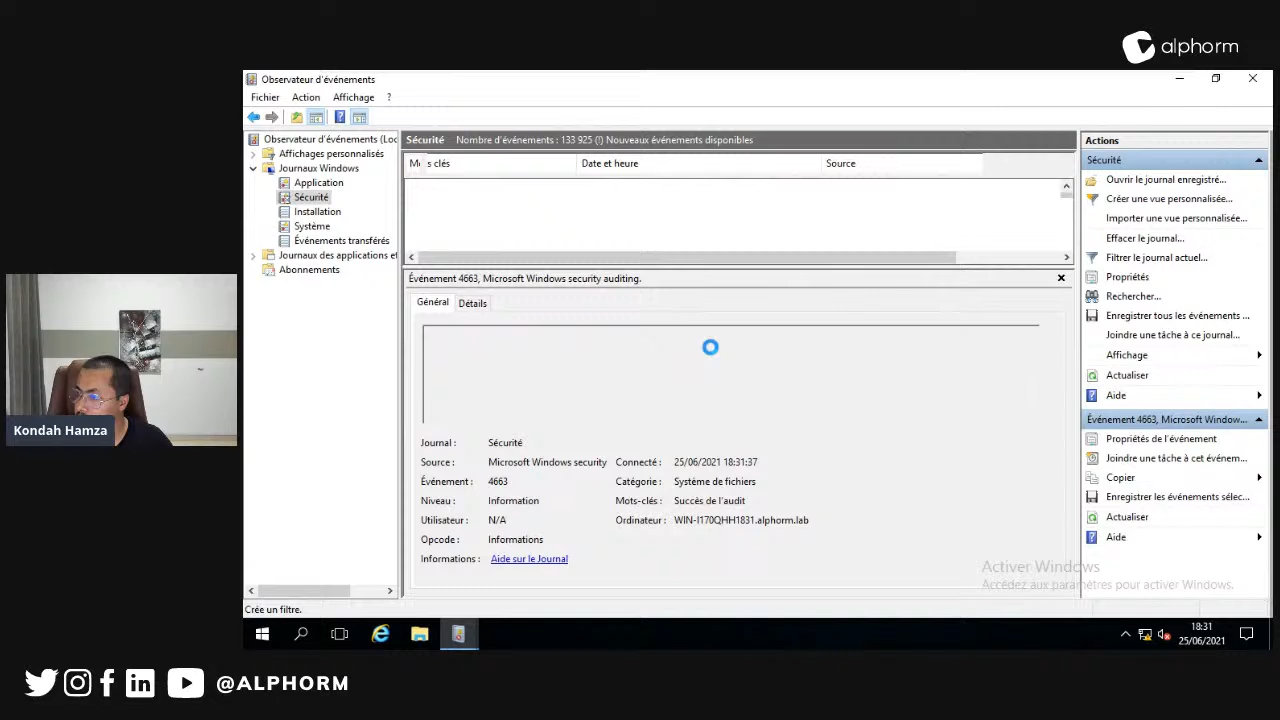 alphorm
Observateur d'événements
Fichier Action Affichage ?
Observateur d'événements (Loc
Affichages personnalisés
Journaux Windows
Application
Sécurité
Installation
Système
Événements transférés
Journaux des applications et
Abonnements
Sécurité Nombre d'événements : 133 925 (!) Nouveaux événements disponibles
Mo s clés Date et heure Source
Événement 4663, Microsoft Windows security auditing.
Général Détails
Journal : Sécurité
Source : Microsoft Windows security Connecté : 25/06/2021 18:31:37
Événement : 4663 Catégorie : Système de fichiers
Niveau : Information Mots-clés : Succès de l'audit
Utilisateur : N/A Ordinateur : WIN-I170QHH1831.alphorm.lab
Opcode : Informations
Informations : Aide sur le Journal
Actions
Sécurité
Ouvrir le journal enregistré...
Créer une vue personnalisée...
Importer une vue personnalisée...
Effacer le journal...
Filtrer le journal actuel...
Propriétés
Rechercher...
Enregistrer tous les événements ...
Joindre une tâche à ce journal...
Affichage
Actualiser
Aide
Événement 4663, Microsoft Window...
Propriétés de l'événement
Joindre une tâche à cet événem...
Copier
Enregistrer les événements sélec...
Actualiser
Aide
Activer Windows
Accédez aux paramètres pour activer Windows.
Crée un filtre.
18:31
25/06/2021
Kondah Hamza
@ALPHORM